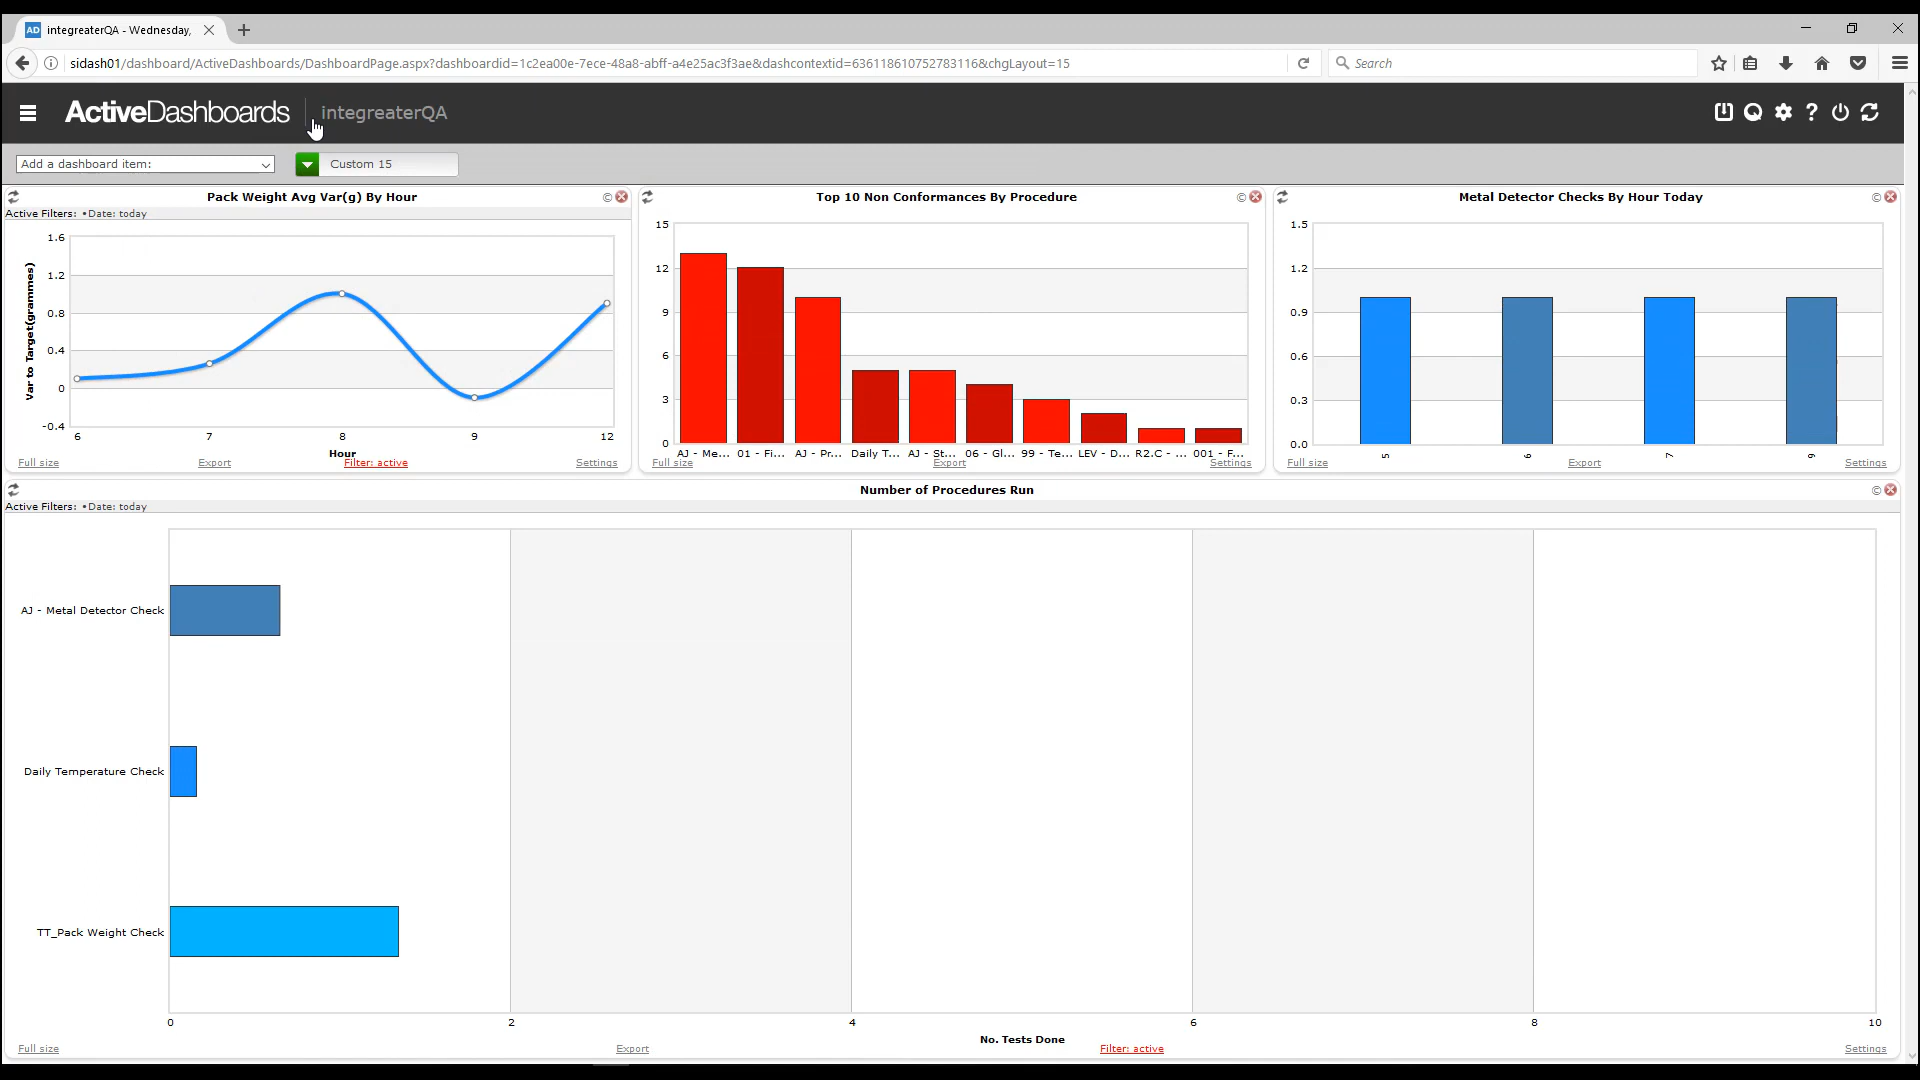 AD integreaterQA - Wednesday,
sidash01/dashboard/ActiveDashboards/DashboardPage.aspx?dashboardid=1c2ea00e-7ece-48a8-abff-a4e25ac3f3ae&dashcontextid=636118610752783116&chgLayout=15
Search
ActiveDashboards integreaterQA
Add a dashboard item:
Custom 15
Pack Weight Avg Var(g) By Hour
©
Active Filters: •Date: today
Var to Target(grammes)
1.6
1.2
0.8
0.4
0
-0.4
6 7 8 9 12
Hour
Full size Export Filter: active Settings
Top 10 Non Conformances By Procedure
©
15
12
9
6
3
0
AJ - Me... 01 - Fi... AJ - Pr... Daily T... AJ - St... 06 - Gl... 99 - Te... LEV - D... R2.C - ... 001 - F...
Full size Export Settings
Metal Detector Checks By Hour Today
©
1.5
1.2
0.9
0.6
0.3
0.0
5 6 7 9
Full size Export Settings
Number of Procedures Run
©
Active Filters: •Date: today
AJ - Metal Detector Check
Daily Temperature Check
TT_Pack Weight Check
0 2 4 6 8 10
No. Tests Done
Full size Export Filter: active Settings